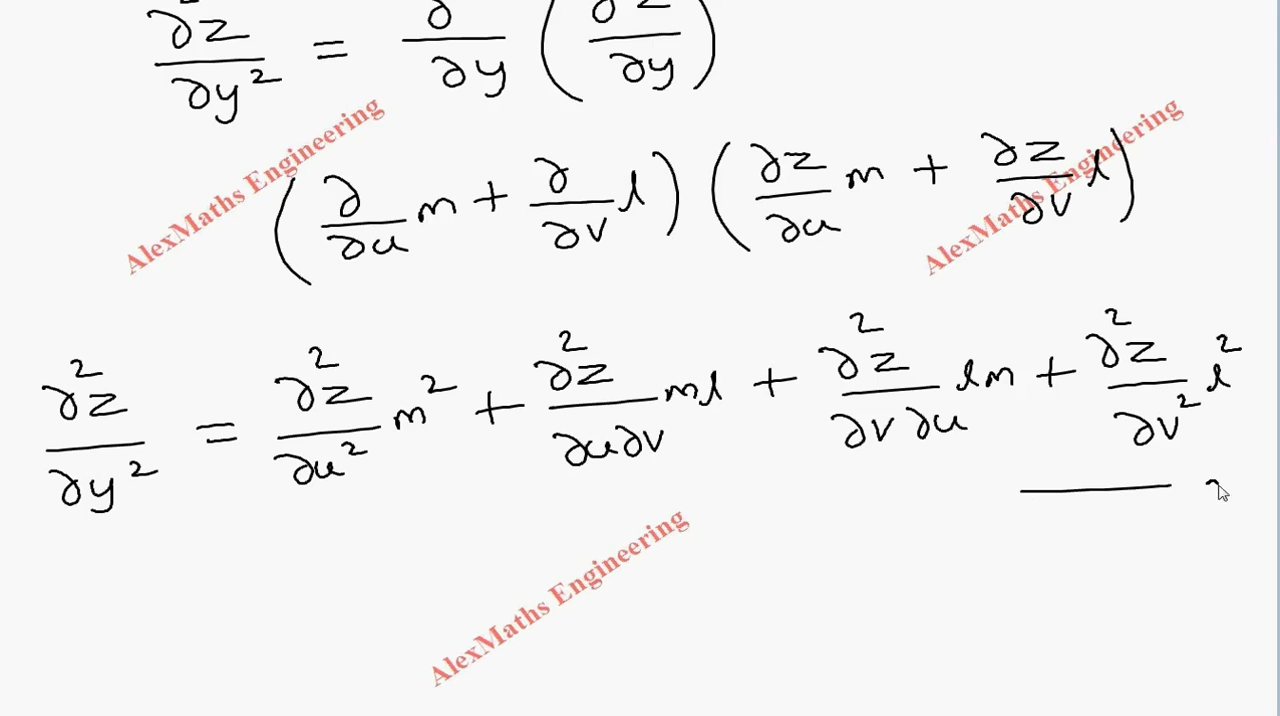 ∂²z/∂y² = ∂/∂y (∂z/∂y)
(∂/∂u m + ∂/∂v l) (∂z/∂u m + ∂z/∂v l)
∂²z/∂y² = ∂²z/∂u² m² + ∂²z/∂u∂v ml + ∂²z/∂v∂u lm + ∂²z/∂v² l²
AlexMaths Engineering
AlexMaths Engineering
AlexMaths Engineering